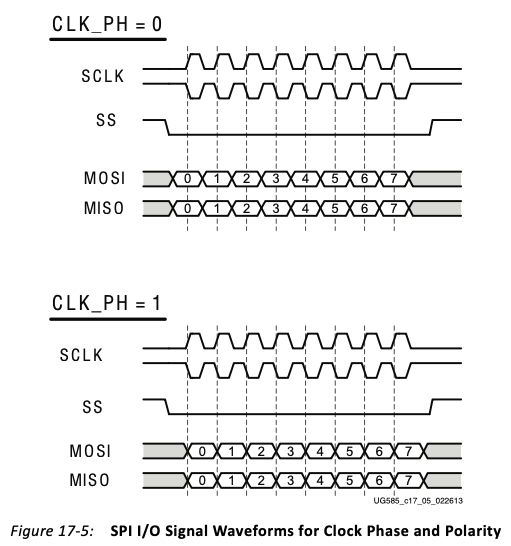 CLK_PH = 0
SCLK
SS
MOSI 0 1 2 3 4 5 6 7
MISO 0 1 2 3 4 5 6 7
CLK_PH = 1
SCLK
SS
MOSI 0 1 2 3 4 5 6 7
MISO 0 1 2 3 4 5 6 7
UG585_c17_05_022613
Figure 17-5: SPI I/O Signal Waveforms for Clock Phase and Polarity